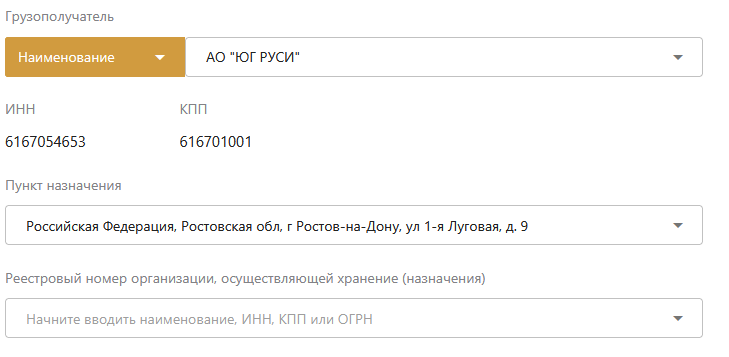 Грузополучатель
Наименование АО "ЮГ РУСИ"
ИНН КПП
6167054653 616701001
Пункт назначения
Российская Федерация, Ростовская обл, г Ростов-на-Дону, ул 1-я Луговая, д. 9
Реестровый номер организации, осуществляющей хранение (назначения)
Начните вводить наименование, ИНН, КПП или ОГРН